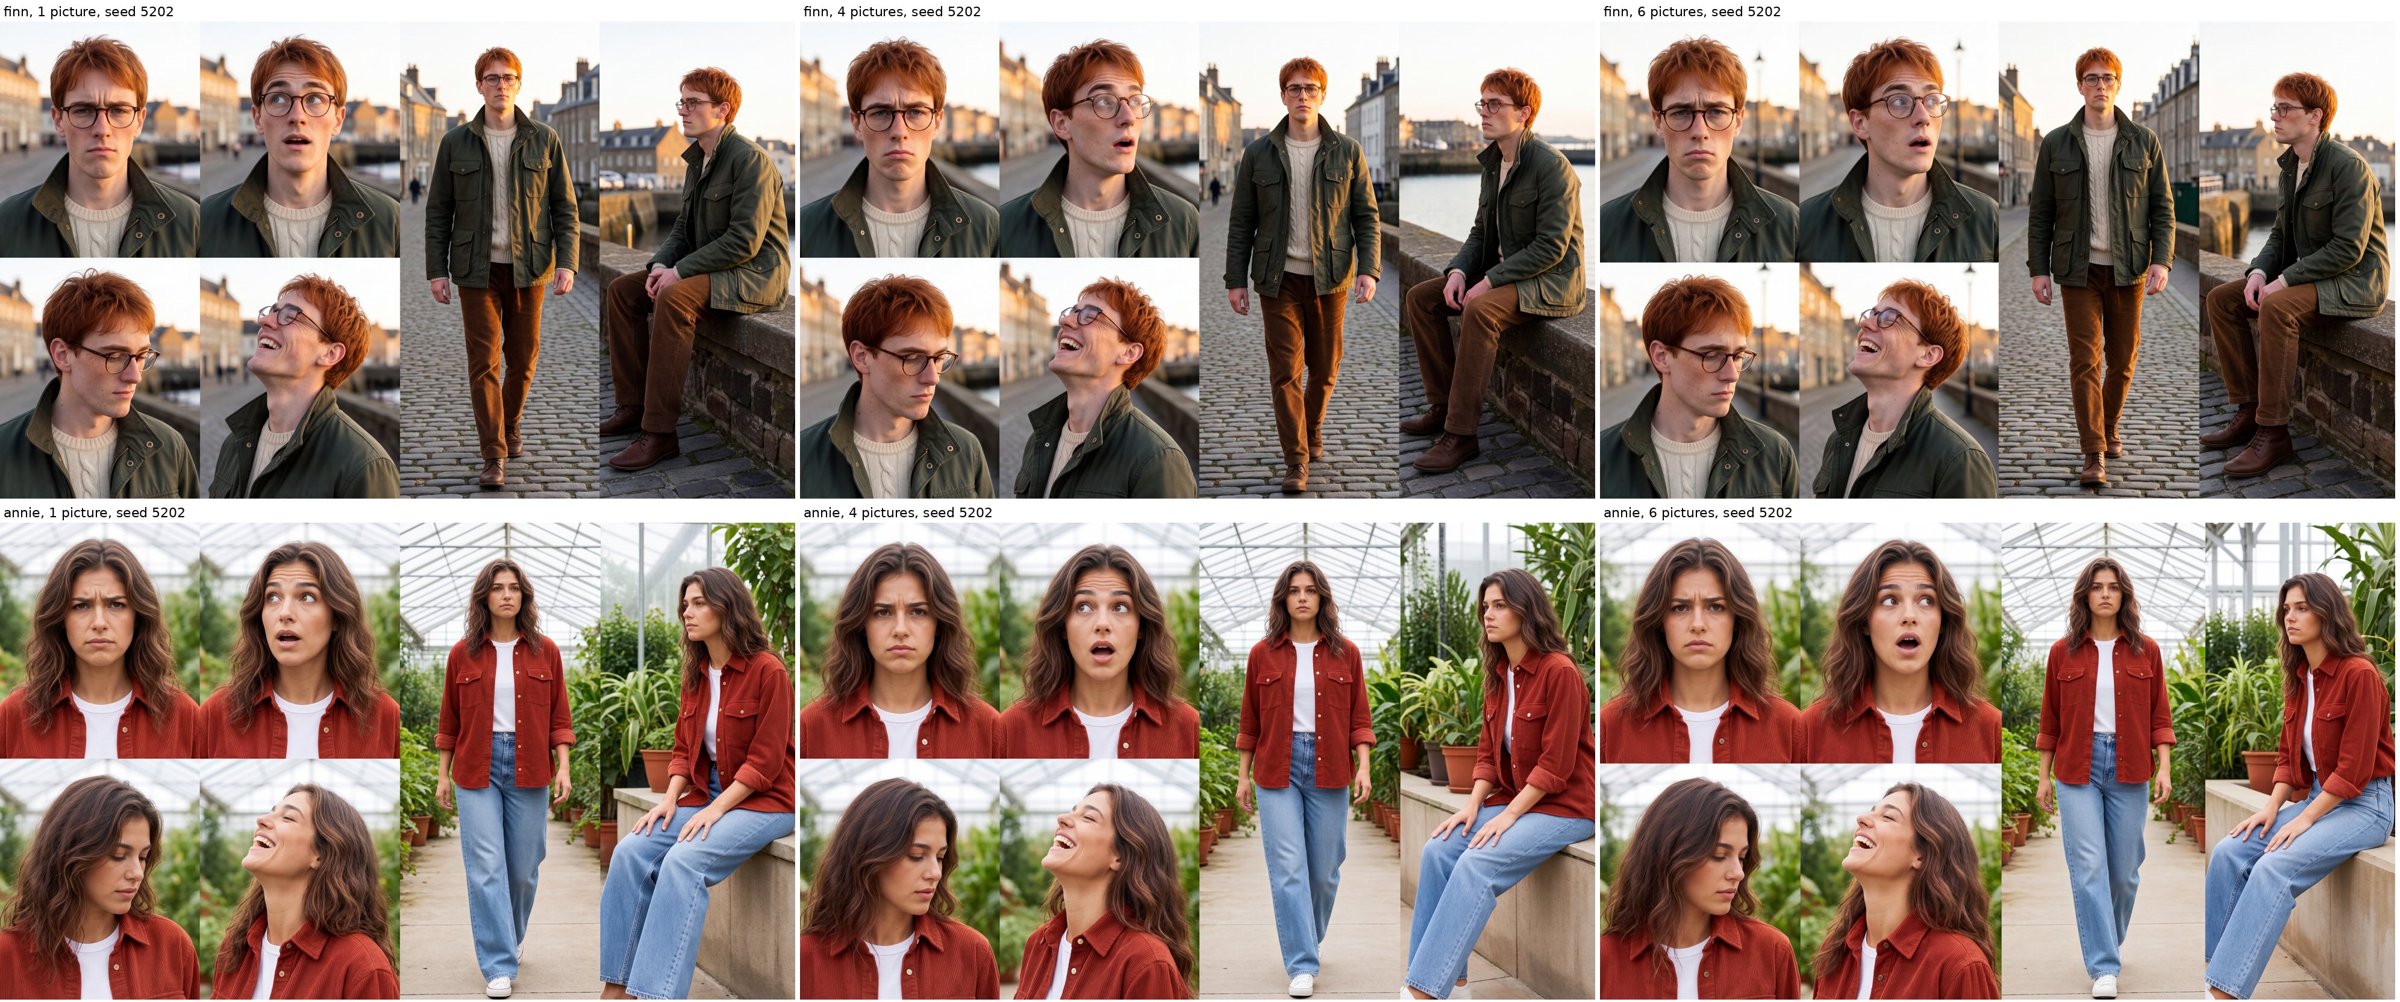 finn, 1 picture, seed 5202
finn, 4 pictures, seed 5202
finn, 6 pictures, seed 5202
annie, 1 picture, seed 5202
annie, 4 pictures, seed 5202
annie, 6 pictures, seed 5202